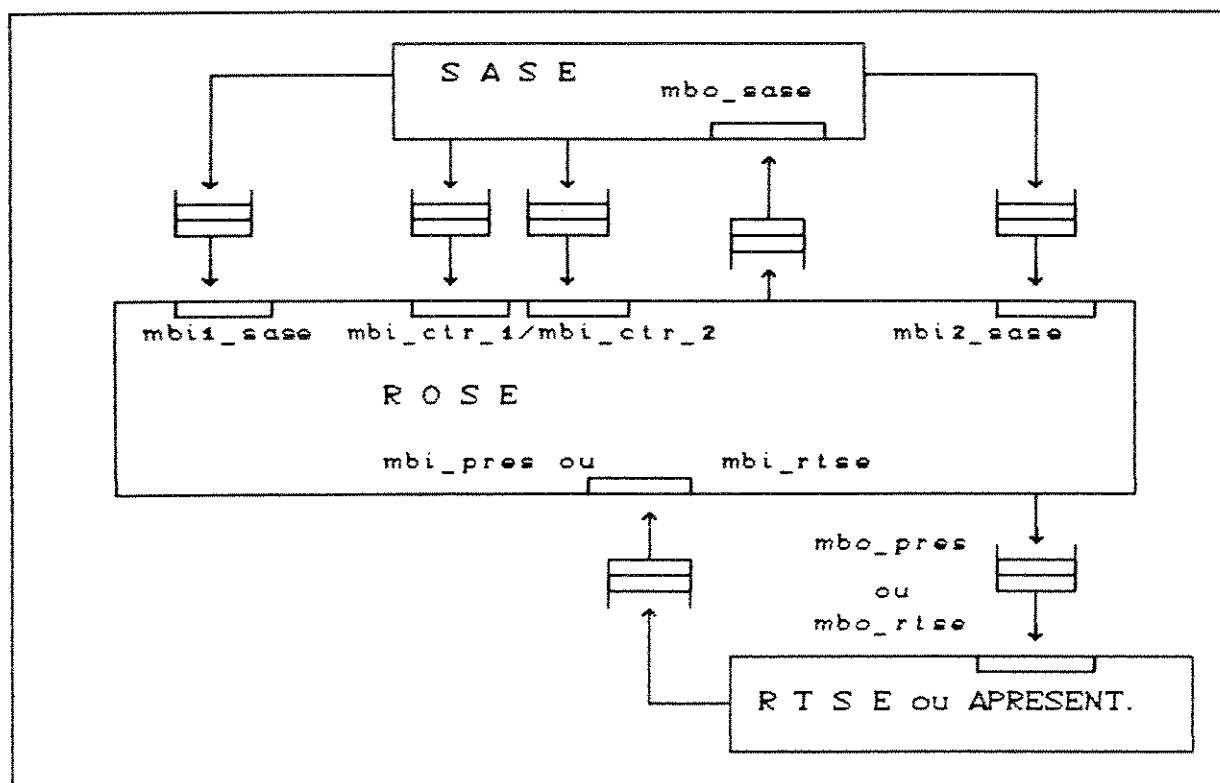 S A S E
mbo_sase
mbi1_sase mbi_ctr_1/mbi_ctr_2 mbi2_sase
R O S E
mbi_pres ou mbi_rtse
mbo_pres
ou
mbo_rtse
R T S E ou APRESENT.